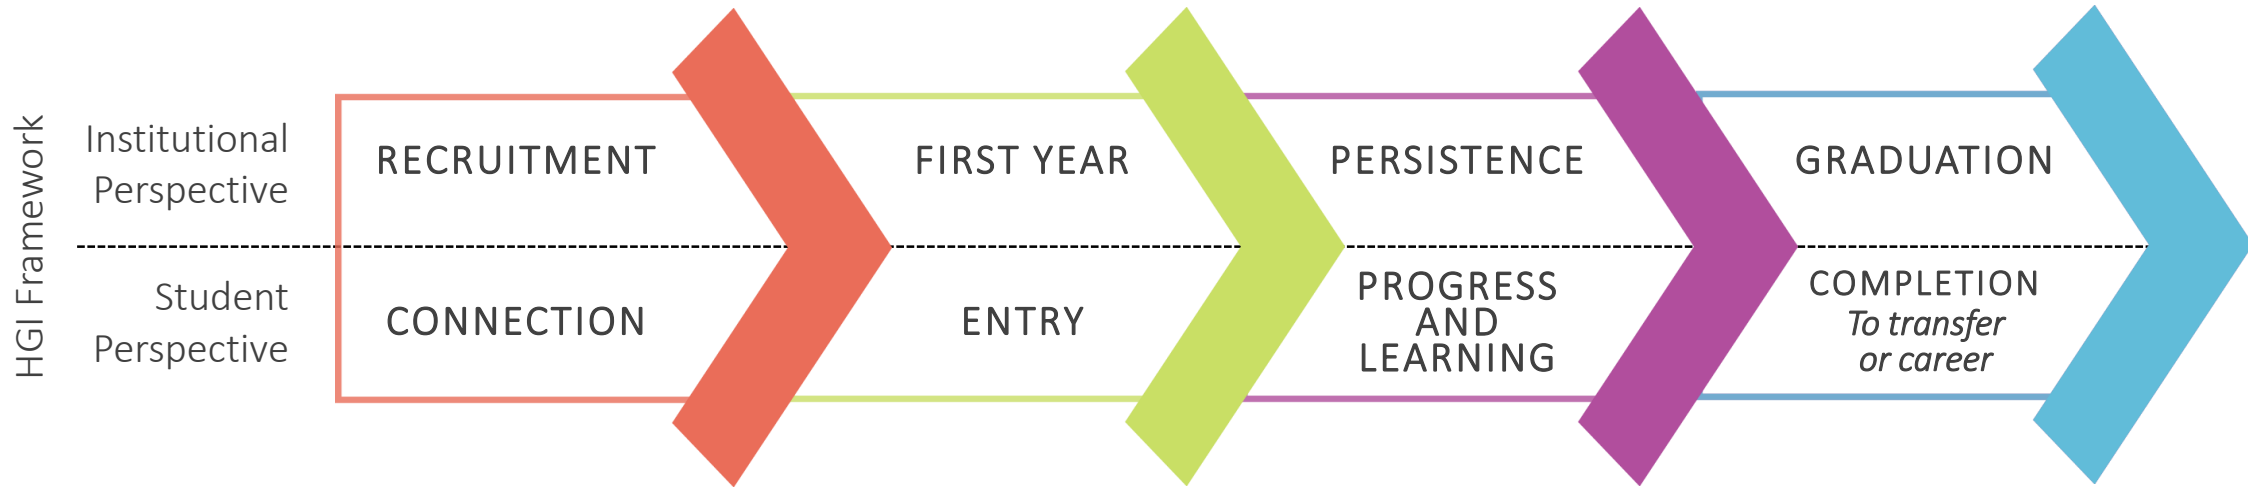 HGI Framework
Institutional
Perspective
RECRUITMENT
FIRST YEAR
PERSISTENCE
GRADUATION
Student
Perspective
CONNECTION
ENTRY
PROGRESS
AND
LEARNING
COMPLETION
To transfer
or career